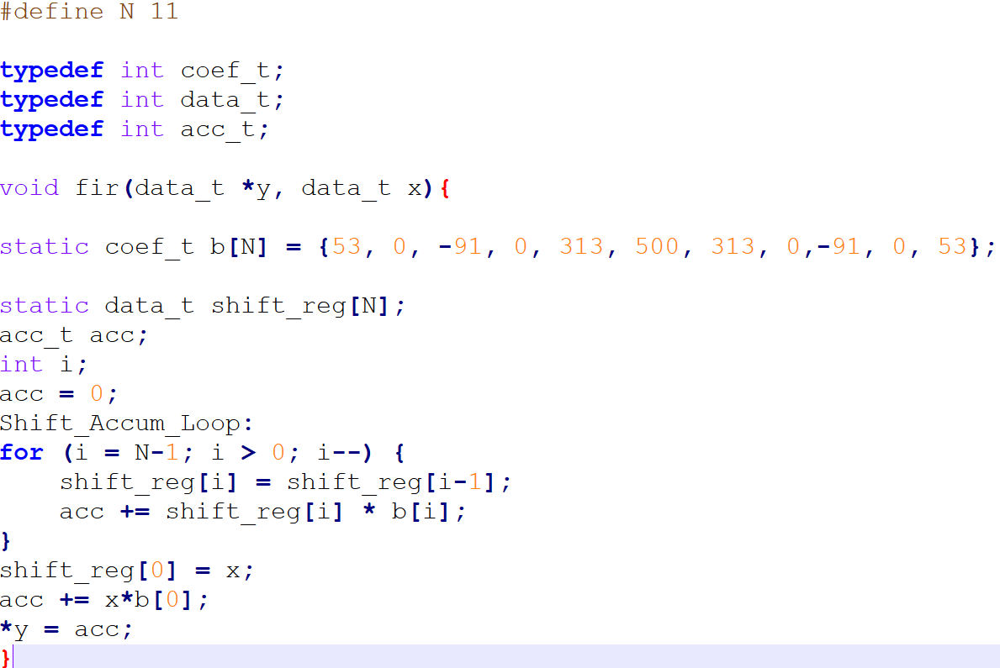 #define N 11
typedef int coef_t;
typedef int data_t;
typedef int acc_t;
void fir(data_t *y, data_t x){
static coef_t b[N] = {53, 0, -91, 0, 313, 500, 313, 0,-91, 0, 53};
static data_t shift_reg[N];
acc_t acc;
int i;
acc = 0;
Shift_Accum_Loop:
for (i = N-1; i > 0; i--) {
    shift_reg[i] = shift_reg[i-1];
    acc += shift_reg[i] * b[i];
}
shift_reg[0] = x;
acc += x*b[0];
*y = acc;
}